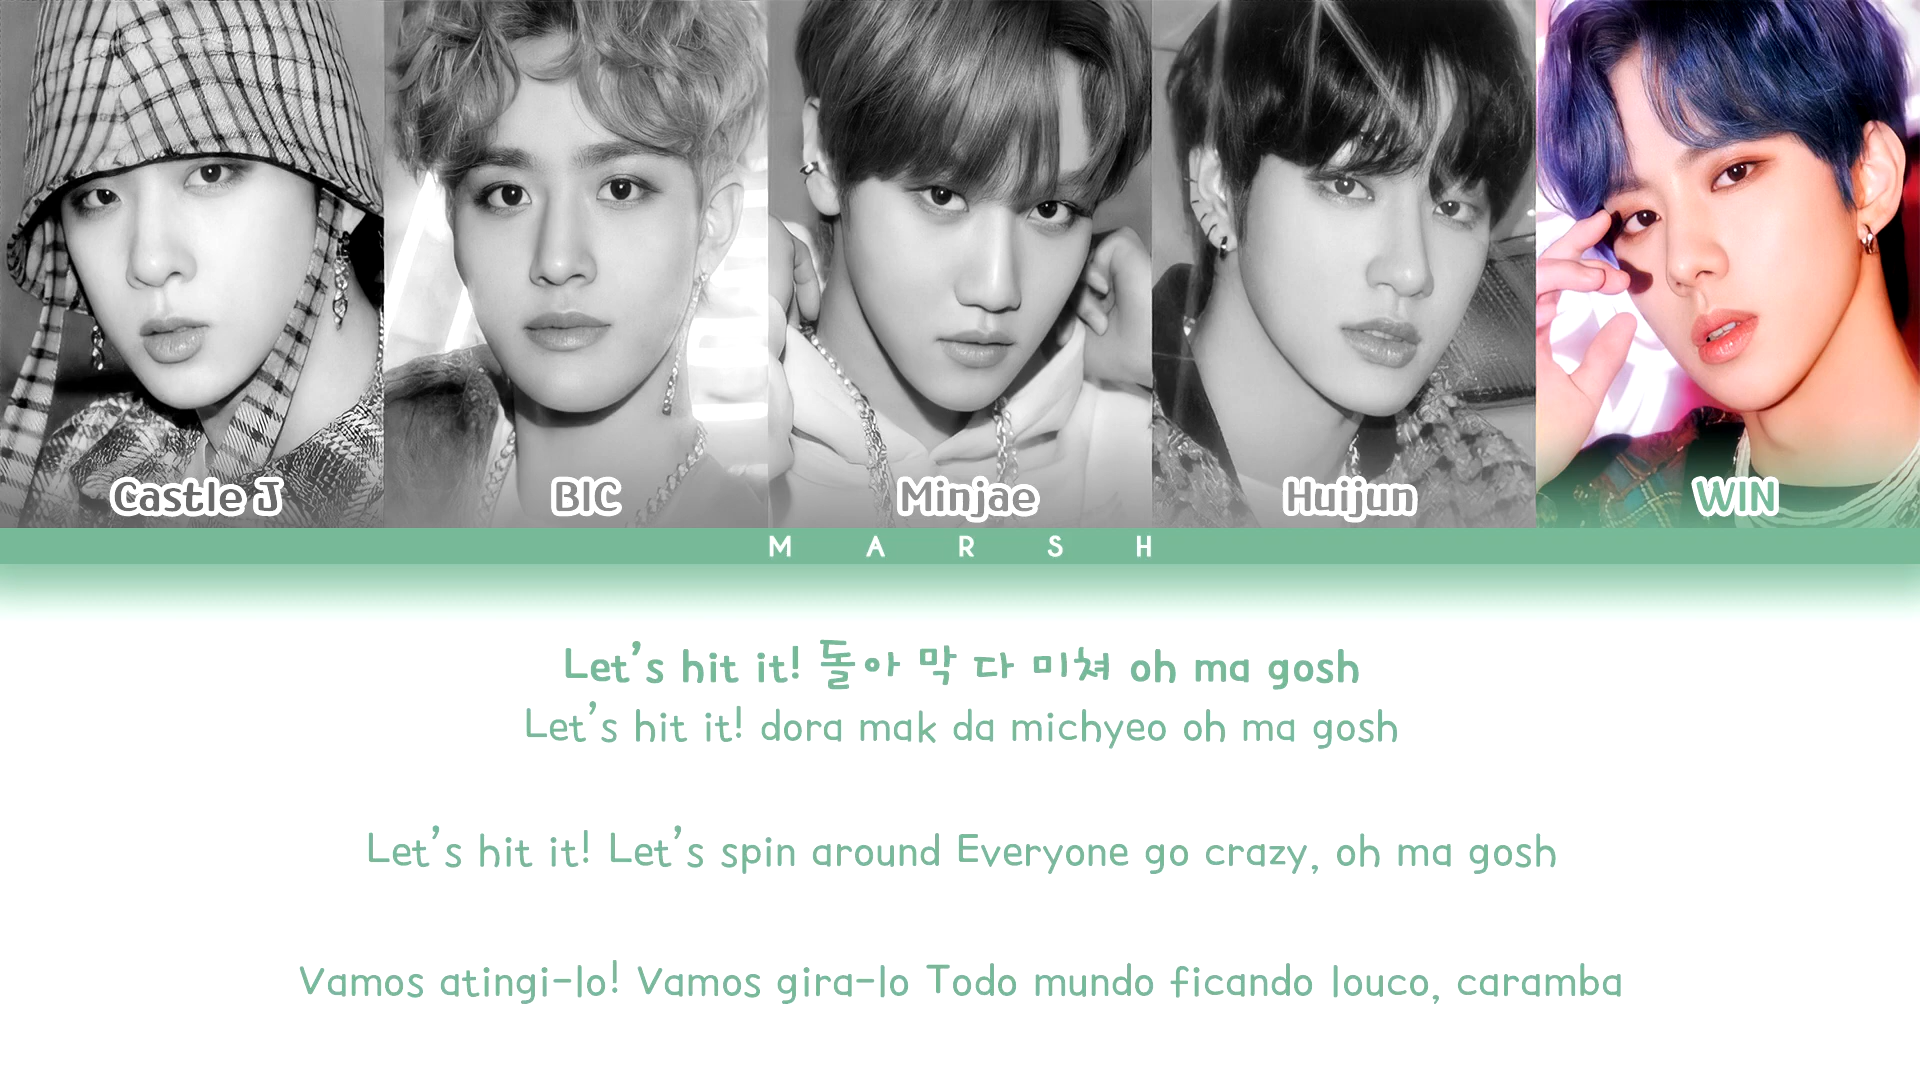 Castle J
BIC
Minjae
Huijun
WIN
MARSH
Let's hit it! 돌아 막 다 미쳐 oh ma gosh
Let's hit it! dora mak da michyeo oh ma gosh
Let's hit it! Let's spin around Everyone go crazy, oh ma gosh
Vamos atingi-lo! Vamos gira-lo Todo mundo ficando louco, caramba